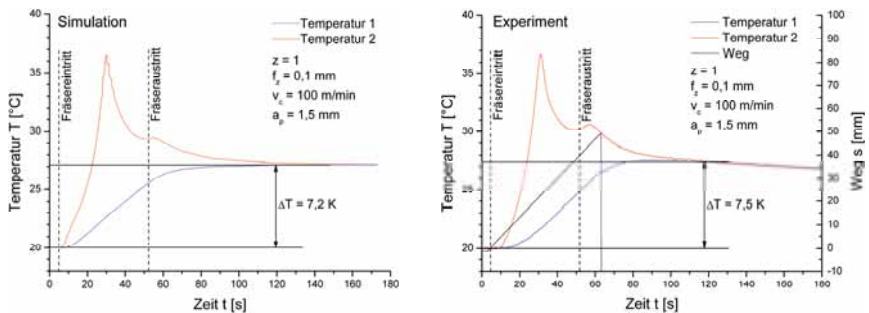 Simulation
Temperatur 1
Temperatur 2
z = 1
f_z = 0,1 mm
v_c = 100 m/min
a_p = 1,5 mm
Fräsereintritt
Fräseraustritt
ΔT = 7,2 K
Temperatur T [°C]
40
35
30
25
20
0 20 40 60 80 100 120 140 160 180
Zeit t [s]
Experiment
Temperatur 1
Temperatur 2
Weg
z = 1
f_z = 0,1 mm
v_c = 100 m/min
a_p = 1.5 mm
Fräsereintritt
Fräseraustritt
ΔT = 7,5 K
Temperatur T [°C]
40
35
30
25
20
0 20 40 60 80 100 120 140 160 180
Zeit t [s]
100
90
80
70
60
50
40
30
20
10
0
-10
Weg s [mm]